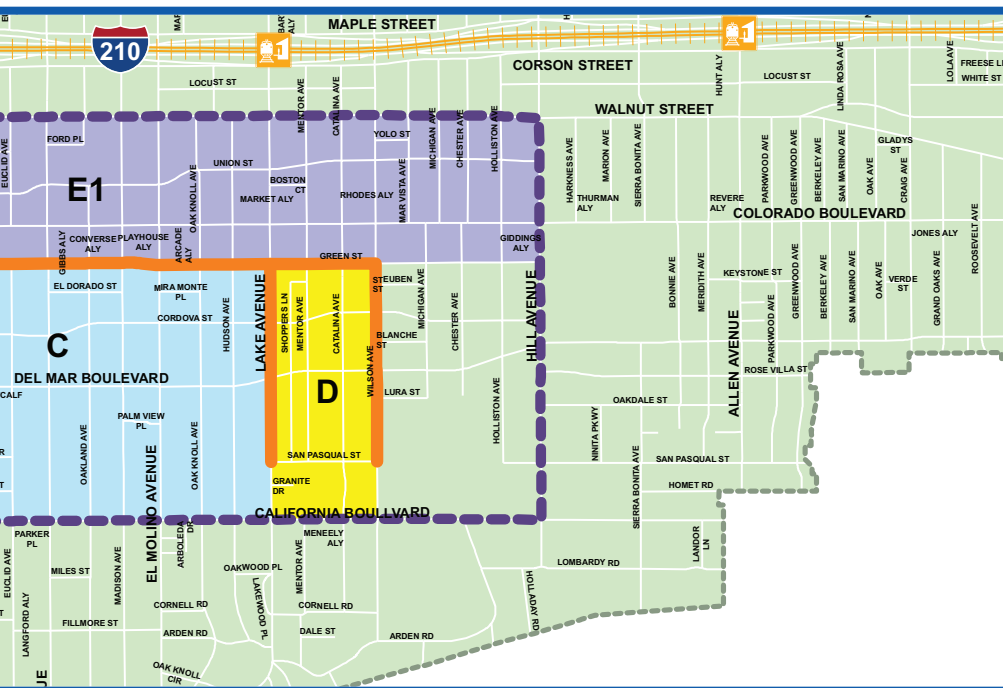 MAPLE STREET
210
CORSON STREET
LOCUST ST
LOCUST ST
HUNT ALY
LINDA ROSA AVE
LOLA AVE
FREESE LI
WHITE ST
WALNUT STREET
EUCLID AVE
FORD PL
MENTOR AVE
CATALINA AVE
YOLO ST
MICHIGAN AVE
CHESTER AVE
HOLLISTON AVE
UNION ST
BOSTON
CT
MARKET ALY
RHODES ALY
MAR VISTA AVE
OAK KNOLL AVE
E1
HARKNESS AVE
MARION AVE
SIERRA BONITA AVE
THURMAN
ALY
REVERE
ALY
PARKWOOD AVE
GREENWOOD AVE
BERKELEY AVE
SAN MARINO AVE
OAK AVE
CRAIG AVE
GLADYS
ST
COLORADO BOULEVARD
JONES ALY
ROOSEVELT AVE
GIBBS ALY
CONVERSE
ALY
PLAYHOUSE
ALY
ARCADE
ALY
GREEN ST
GIDDINGS
ALY
EL DORADO ST
MIRA MONTE
PL
CORDOVA ST
HUDSON AVE
LAKE AVENUE
SHOPPERS LN
MENTOR AVE
CATALINA AVE
STEUBEN
ST
MICHIGAN AVE
CHESTER AVE
BLANCHE
ST
WILSON AVE
LURA ST
HILL AVENUE
BONNIE AVE
MEREDITH AVE
KEYSTONE ST
PARKWOOD AVE
GREENWOOD AVE
BERKELEY AVE
SAN MARINO AVE
OAK AVE
VERDE
ST
GRAND OAKS AVE
C
DEL MAR BOULEVARD
CALF
D
ALLEN AVENUE
ROSE VILLA ST
OAKDALE ST
PALM VIEW
PL
OAKLAND AVE
EL MOLINO AVENUE
OAK KNOLL AVE
HOLLISTON AVE
NINITA PKWY
SIERRA BONITA AVE
SAN PASQUAL ST
SAN PASQUAL ST
GRANITE
DR
HOMET RD
CALIFORNIA BOULLVARD
PARKER
PL
EUCLID AVE
MILES ST
MADISON AVE
ARBOLEDA
DR
OAKWOOD PL
LAKEWOOD PL
MENTOR AVE
MENEELY
ALY
LANDOR
LN
LOMBARDY RD
HOLLADAY RD
LANGFORD ALY
FILLMORE ST
CORNELL RD
CORNELL RD
ARDEN RD
DALE ST
ARDEN RD
OAK KNOLL
CIR